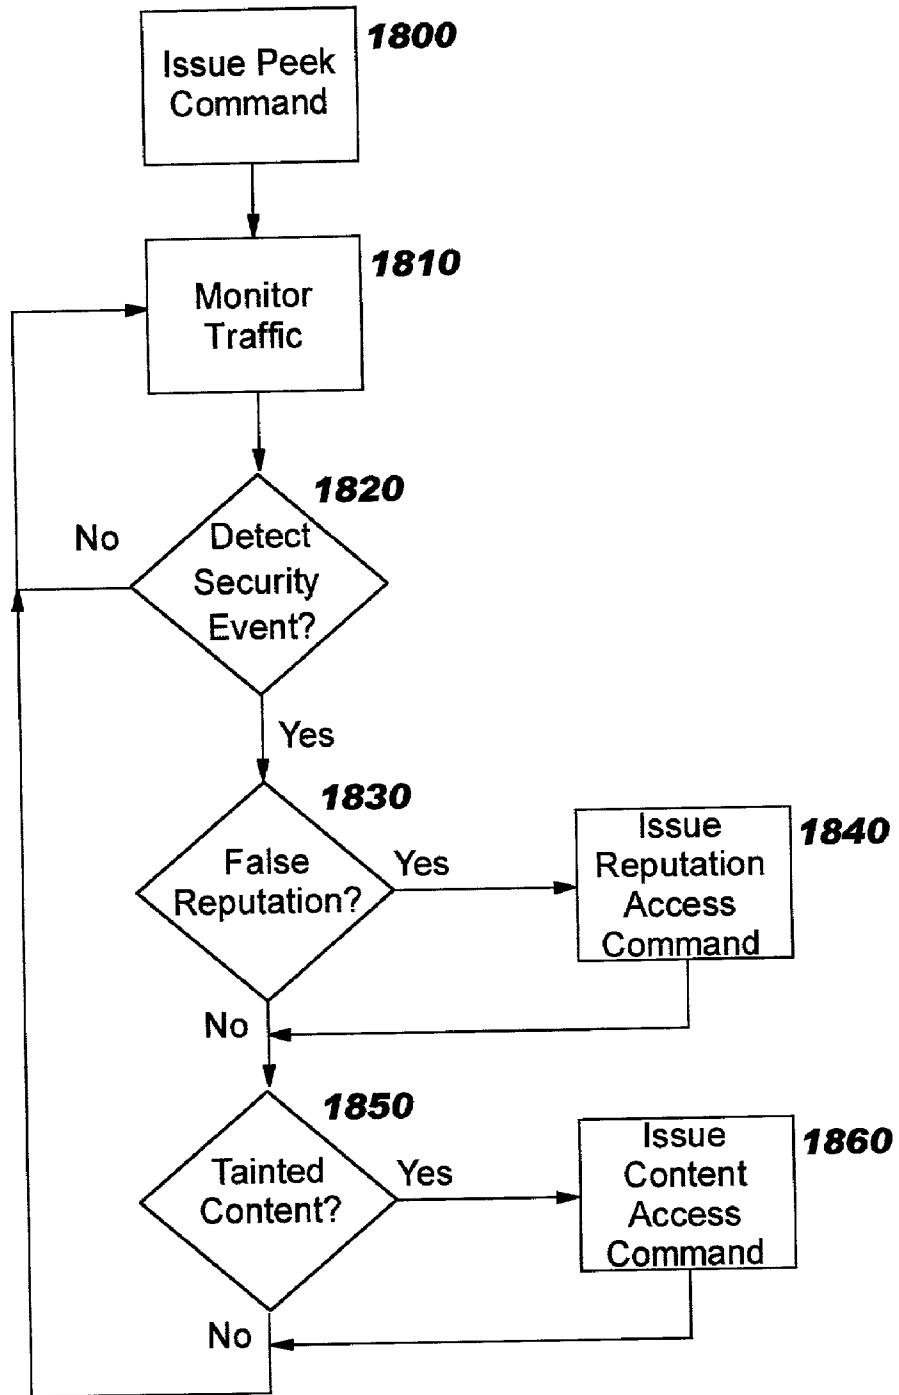 1800
Issue Peek
Command
1810
Monitor
Traffic
1820
No
Detect
Security
Event?
Yes
1830
False
Reputation?
Yes
Issue
Reputation
Access
Command
1840
No
1850
Tainted
Content?
Yes
Issue
Content
Access
Command
1860
No